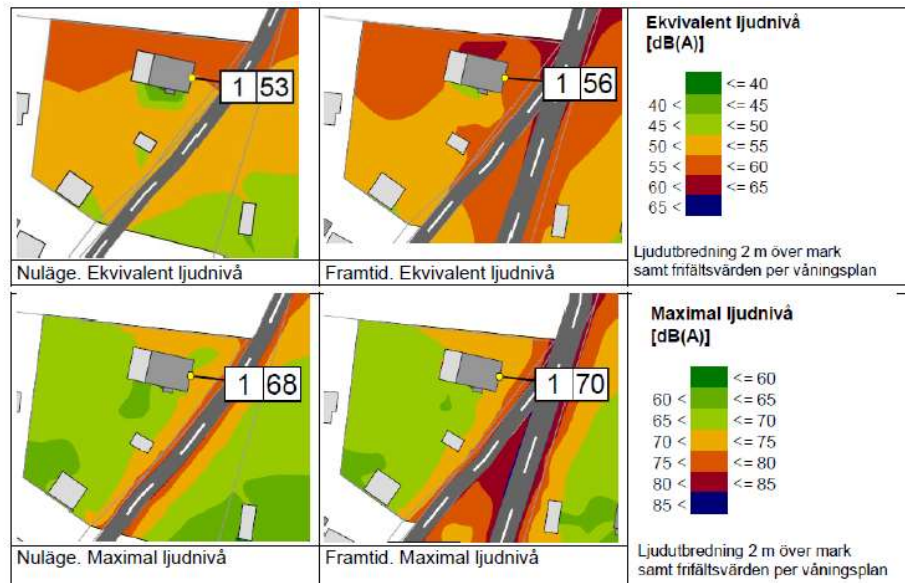 1 53
Nuläge. Ekvivalent ljudnivå
1 56
Framtid. Ekvivalent ljudnivå
Ekvivalent ljudnivå
[dB(A)]
<= 40
40 < <= 45
45 < <= 50
50 < <= 55
55 < <= 60
60 < <= 65
65 <
Ljudutbredning 2 m över mark
samt frifältsvärden per våningsplan
1 68
Nuläge. Maximal ljudnivå
1 70
Framtid. Maximal ljudnivå
Maximal ljudnivå
[dB(A)]
<= 60
60 < <= 65
65 < <= 70
70 < <= 75
75 < <= 80
80 < <= 85
85 <
Ljudutbredning 2 m över mark
samt frifältsvärden per våningsplan